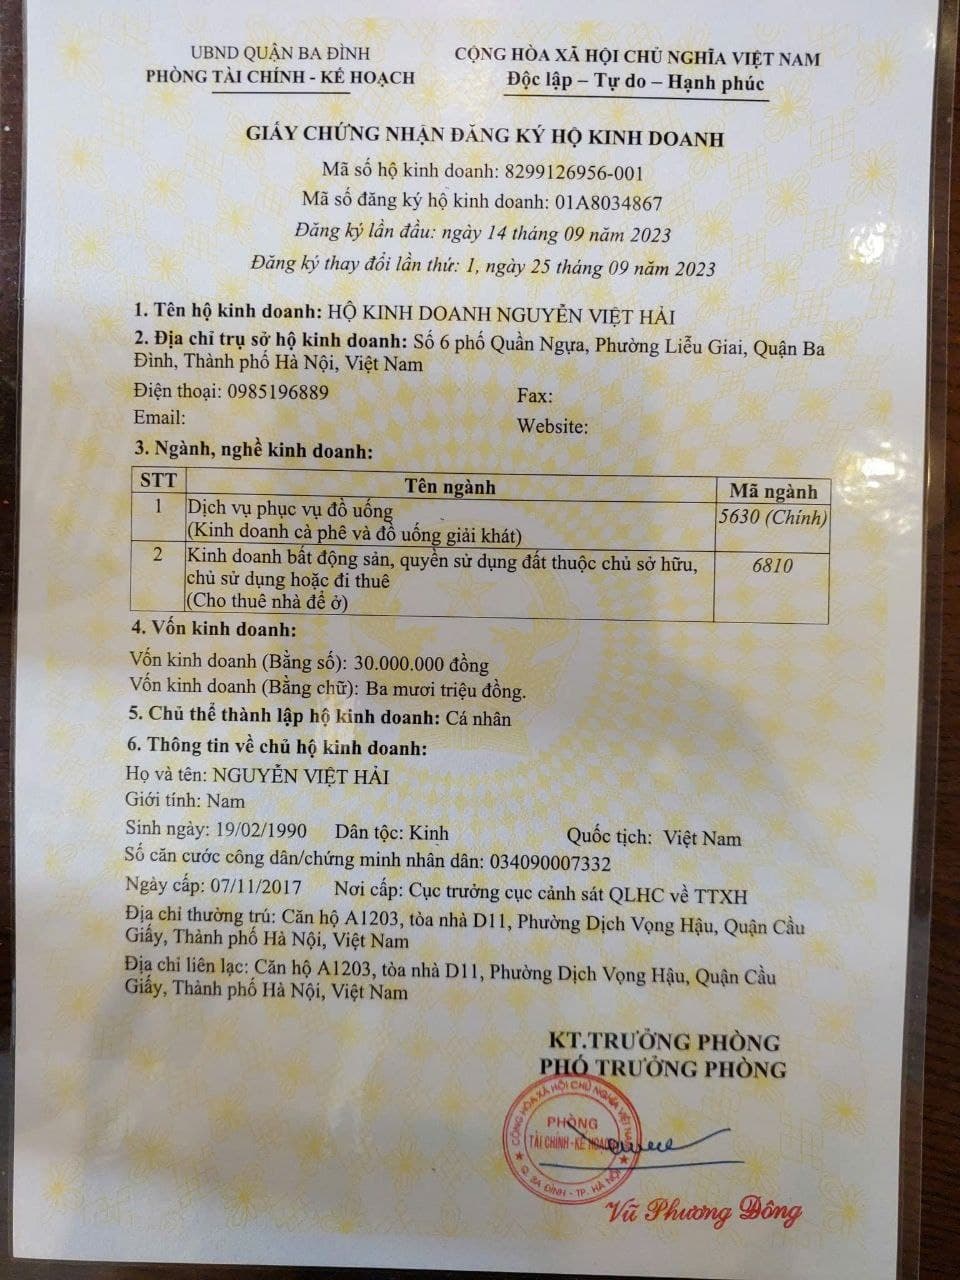 UBND QUẬN BA ĐÌNH
PHÒNG TÀI CHÍNH - KẾ HOẠCH
CỘNG HÒA XÃ HỘI CHỦ NGHĨA VIỆT NAM
Độc lập – Tự do – Hạnh phúc
GIẤY CHỨNG NHẬN ĐĂNG KÝ HỘ KINH DOANH
Mã số hộ kinh doanh: 8299126956-001
Mã số đăng ký hộ kinh doanh: 01A8034867
Đăng ký lần đầu: ngày 14 tháng 09 năm 2023
Đăng ký thay đổi lần thứ: 1, ngày 25 tháng 09 năm 2023
1. Tên hộ kinh doanh: HỘ KINH DOANH NGUYỄN VIỆT HẢI
2. Địa chỉ trụ sở hộ kinh doanh: Số 6 phố Quần Ngựa, Phường Liễu Giai, Quận Ba
Đình, Thành phố Hà Nội, Việt Nam
Điện thoại: 0985196889 Fax:
Email: Website:
3. Ngành, nghề kinh doanh:
STT Tên ngành Mã ngành
1 Dịch vụ phục vụ đồ uống 5630 (Chính)
(Kinh doanh cà phê và đồ uống giải khát)
2 Kinh doanh bất động sản, quyền sử dụng đất thuộc chủ sở hữu, 6810
chủ sử dụng hoặc đi thuê
(Cho thuê nhà để ở)
4. Vốn kinh doanh:
Vốn kinh doanh (Bằng số): 30.000.000 đồng
Vốn kinh doanh (Bằng chữ): Ba mươi triệu đồng.
5. Chủ thể thành lập hộ kinh doanh: Cá nhân
6. Thông tin về chủ hộ kinh doanh:
Họ và tên: NGUYỄN VIỆT HẢI
Giới tính: Nam
Sinh ngày: 19/02/1990 Dân tộc: Kinh Quốc tịch: Việt Nam
Số căn cước công dân/chứng minh nhân dân: 034090007332
Ngày cấp: 07/11/2017 Nơi cấp: Cục trưởng cục cảnh sát QLHC về TTXH
Địa chỉ thường trú: Căn hộ A1203, tòa nhà D11, Phường Dịch Vọng Hậu, Quận Cầu
Giấy, Thành phố Hà Nội, Việt Nam
Địa chỉ liên lạc: Căn hộ A1203, tòa nhà D11, Phường Dịch Vọng Hậu, Quận Cầu
Giấy, Thành phố Hà Nội, Việt Nam
KT.TRƯỞNG PHÒNG
PHÓ TRƯỞNG PHÒNG
CỘNG HÒA XÃ HỘI CHỦ NGHĨA VIỆT NAM
PHÒNG
TÀI CHÍNH - KẾ HOẠCH
Q. BA ĐÌNH - TP. HÀ NỘI
Vũ Phương Đông